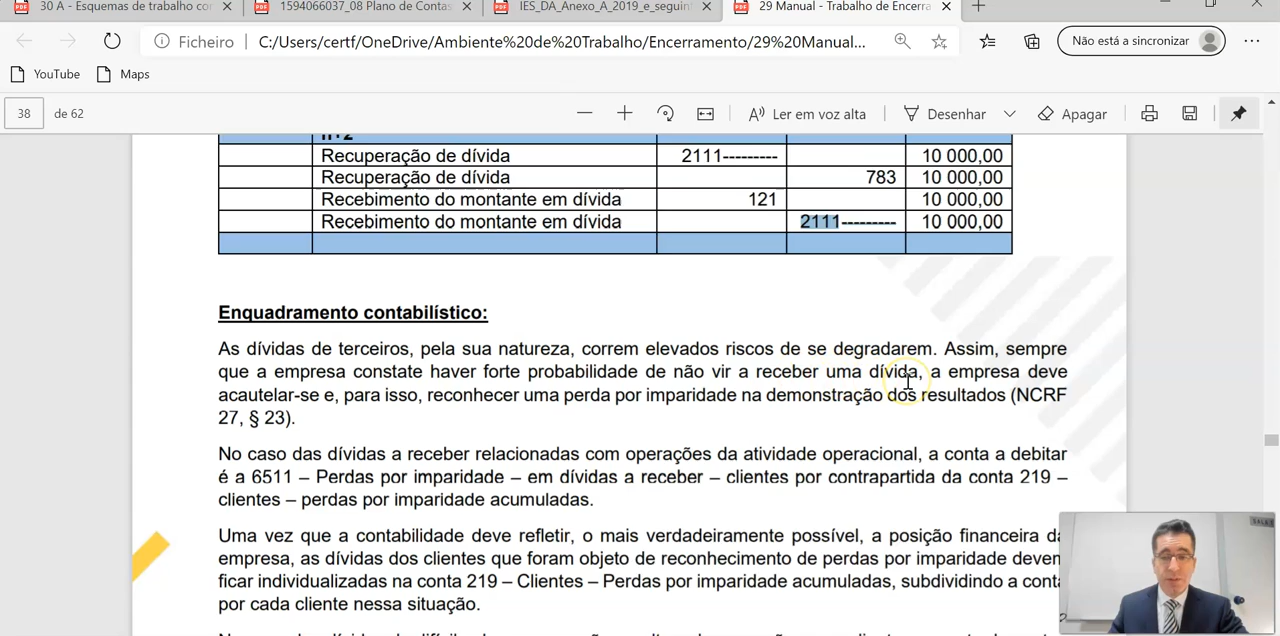 30 A - Esquemas de trabalho cor
1594066037_08 Plano de Contas
IES_DA_Anexo_A_2019_e_seguint
29 Manual - Trabalho de Encerra
Ficheiro
C:/Users/certf/OneDrive/Ambiente%20de%20Trabalho/Encerramento/29%20Manual...
Não está a sincronizar
YouTube
Maps
38
de 62
Ler em voz alta
Desenhar
Apagar
n+2
Recuperação de dívida 2111--------- 10 000,00
Recuperação de dívida 783 10 000,00
Recebimento do montante em dívida 121 10 000,00
Recebimento do montante em dívida 2111--------- 10 000,00
Enquadramento contabilístico:
As dívidas de terceiros, pela sua natureza, correm elevados riscos de se degradarem. Assim, sempre
que a empresa constate haver forte probabilidade de não vir a receber uma dívida, a empresa deve
acautelar-se e, para isso, reconhecer uma perda por imparidade na demonstração dos resultados (NCRF
27, § 23).
No caso das dívidas a receber relacionadas com operações da atividade operacional, a conta a debitar
é a 6511 – Perdas por imparidade – em dívidas a receber – clientes por contrapartida da conta 219 –
clientes – perdas por imparidade acumuladas.
Uma vez que a contabilidade deve refletir, o mais verdadeiramente possível, a posição financeira da
empresa, as dívidas dos clientes que foram objeto de reconhecimento de perdas por imparidade devem
ficar individualizadas na conta 219 – Clientes – Perdas por imparidade acumuladas, subdividindo a conta
por cada cliente nessa situação.